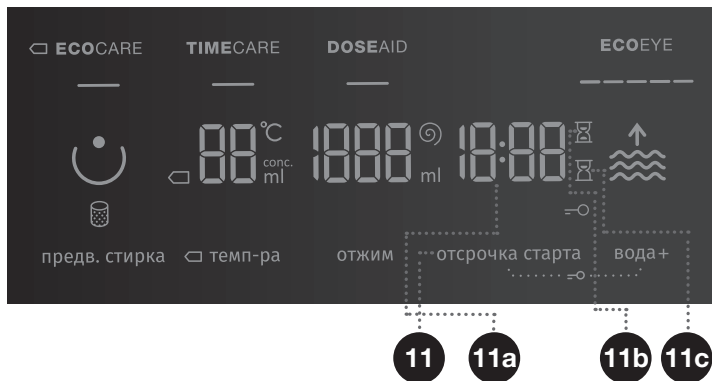 ECOCARE TIMECARE DOSEAID ECOEYE
88 °C 1888 18:88
conc.
ml ml
предв. стирка темп-ра отжим отсрочка старта вода+
11 11a 11b 11c